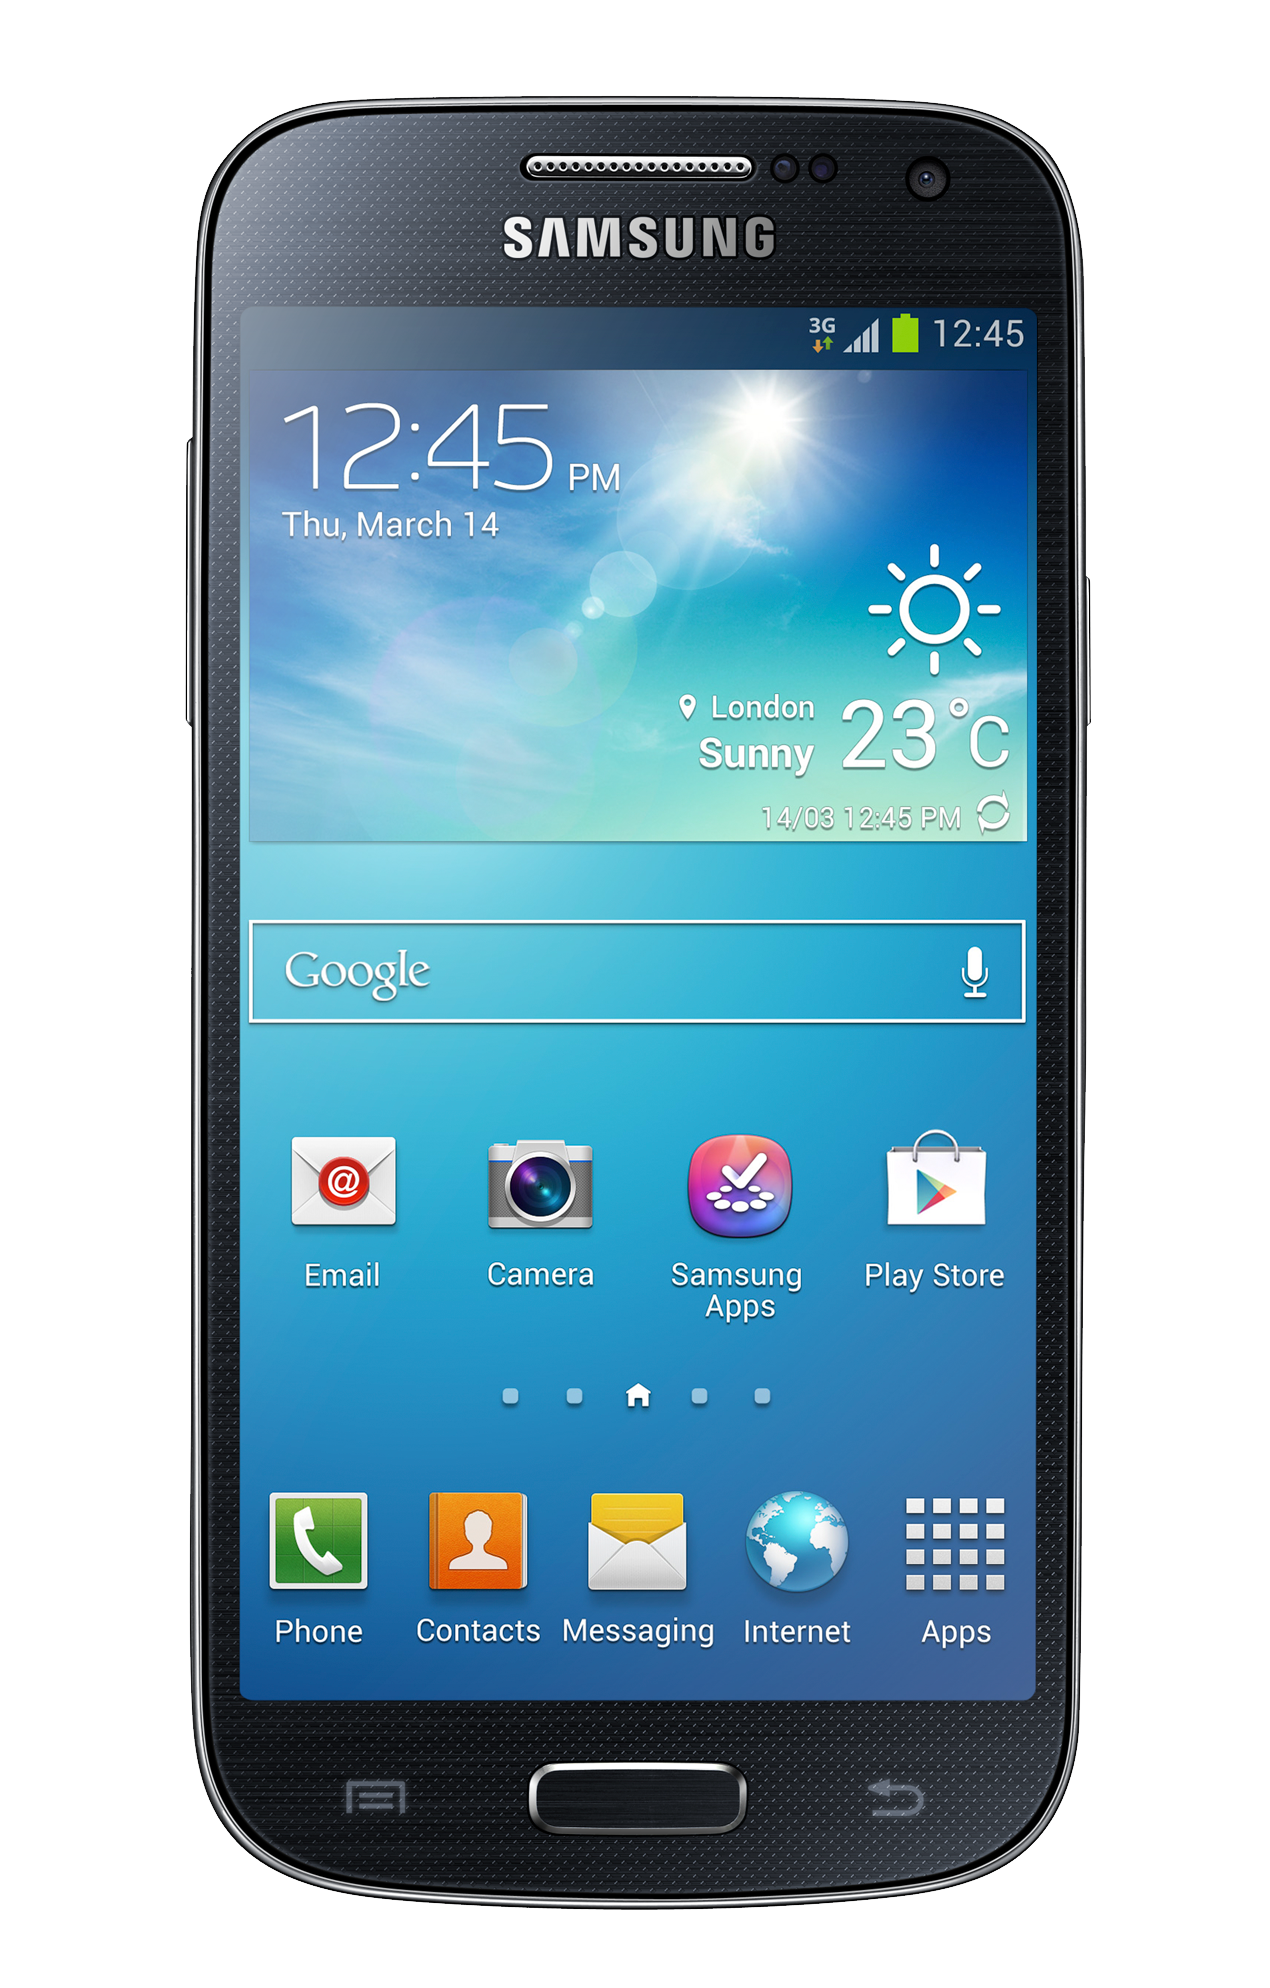 SAMSUNG
3G 12:45
12:45 PM
Thu, March 14
London
Sunny 23°C
14/03 12:45 PM
Google
@
Email Camera Samsung Apps Play Store
Phone Contacts Messaging Internet Apps